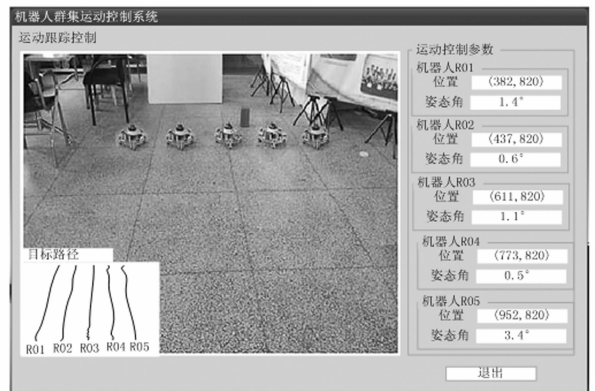 机器人群集运动控制系统
运动跟踪控制
运动控制参数
机器人R01
位置 (382,820)
姿态角 1.4°
机器人R02
位置 (437,820)
姿态角 0.6°
机器人R03
位置 (611,820)
姿态角 1.1°
机器人R04
位置 (773,820)
姿态角 0.5°
机器人R05
位置 (952,820)
姿态角 3.4°
目标路径
R01 R02 R03 R04 R05
退出